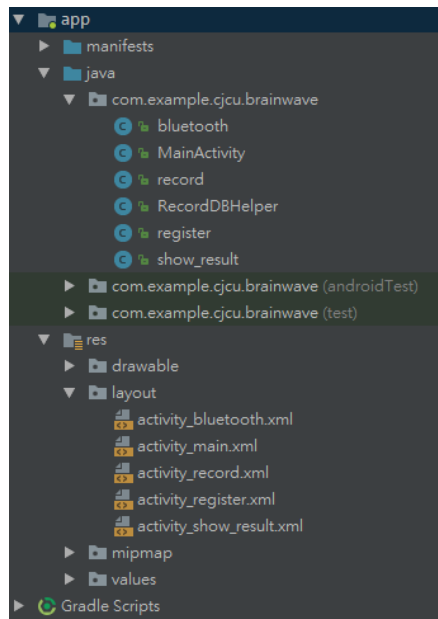 app
manifests
java
com.example.cjcu.brainwave
bluetooth
MainActivity
record
RecordDBHelper
register
show_result
com.example.cjcu.brainwave (androidTest)
com.example.cjcu.brainwave (test)
res
drawable
layout
activity_bluetooth.xml
activity_main.xml
activity_record.xml
activity_register.xml
activity_show_result.xml
mipmap
values
Gradle Scripts